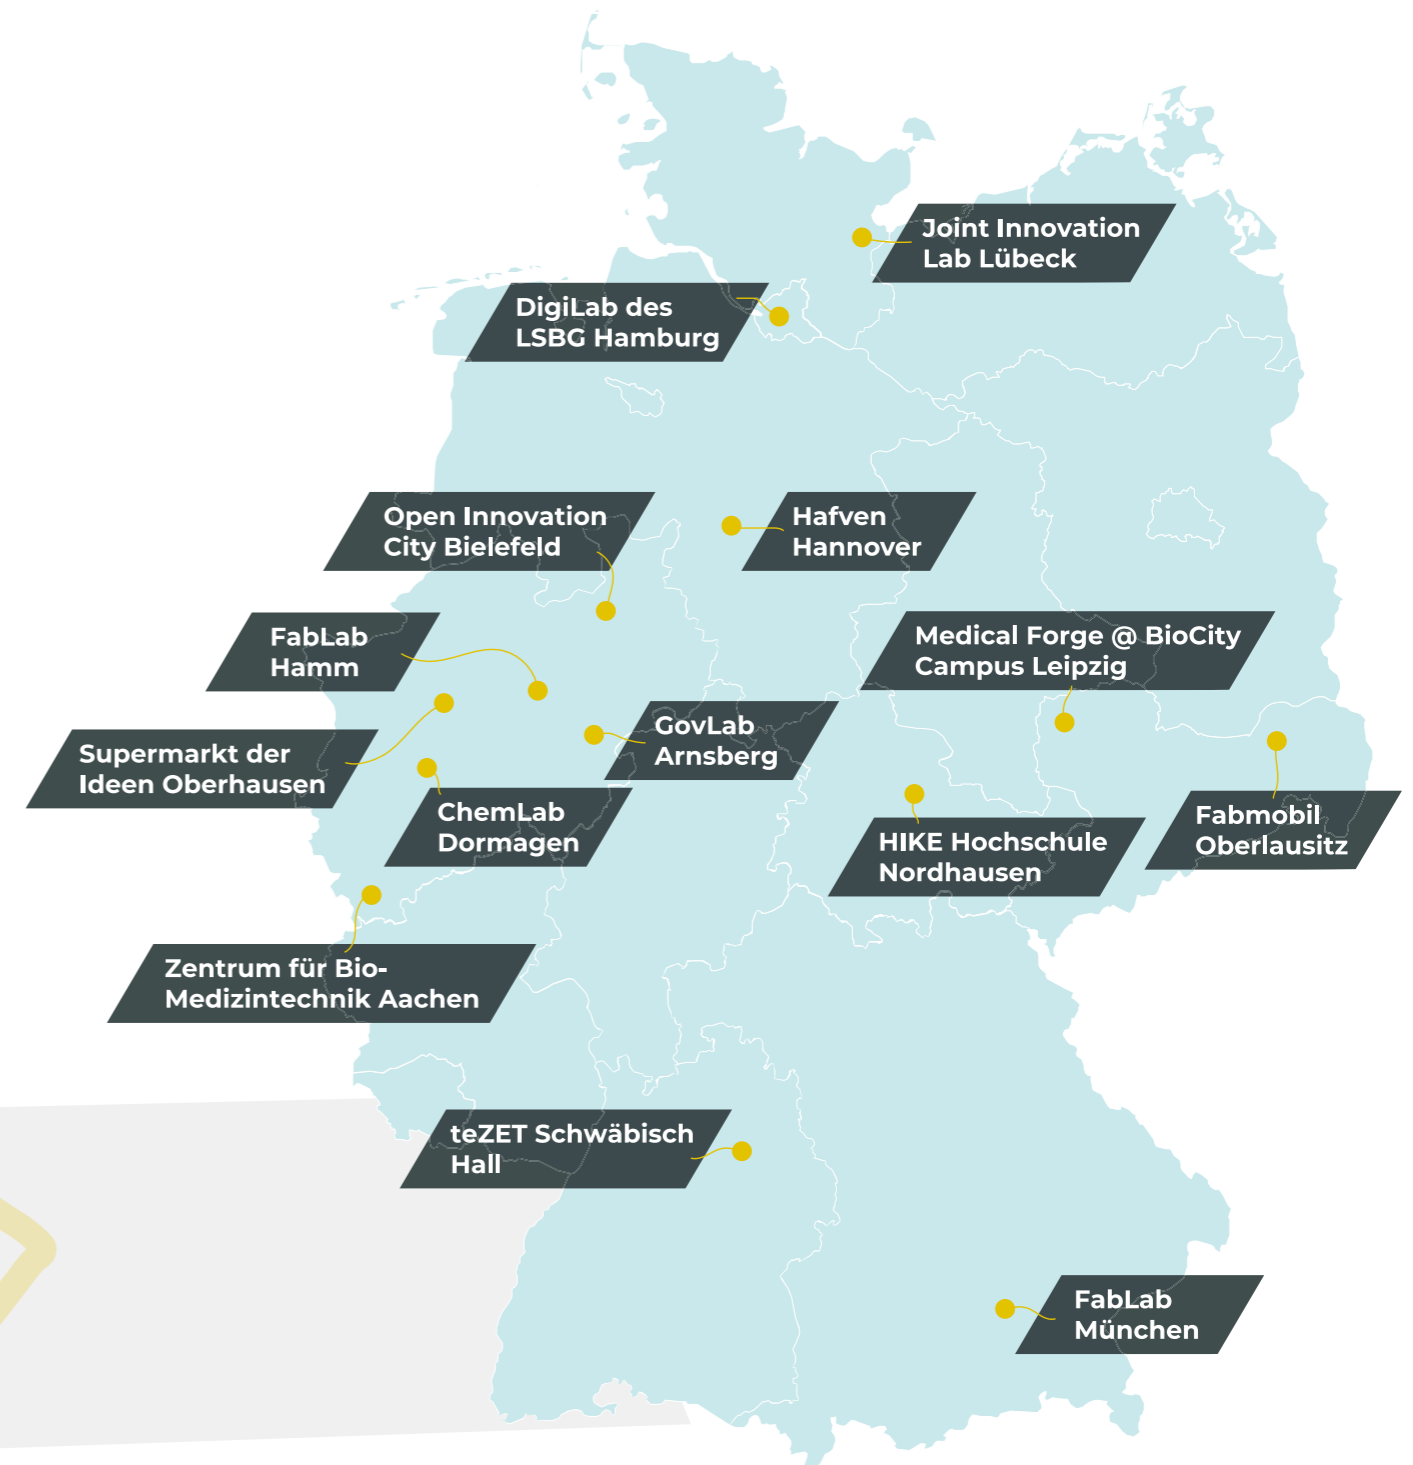 Joint Innovation
Lab Lübeck
DigiLab des
LSBG Hamburg
Open Innovation
City Bielefeld
Hafven
Hannover
FabLab
Hamm
Medical Forge @ BioCity
Campus Leipzig
GovLab
Arnsberg
Supermarkt der
Ideen Oberhausen
ChemLab
Dormagen
Fabmobil
Oberlausitz
HIKE Hochschule
Nordhausen
Zentrum für Bio-
Medizintechnik Aachen
teZET Schwäbisch
Hall
FabLab
München